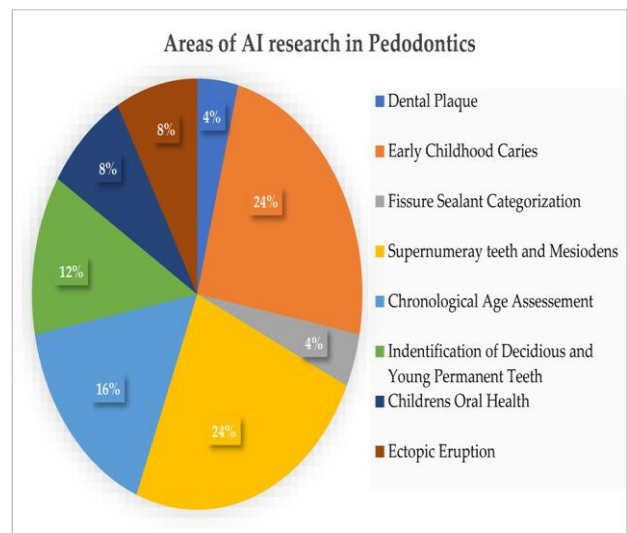 Areas of AI research in Pedodontics
4%
24%
4%
24%
16%
12%
8%
8%
Dental Plaque
Early Childhood Caries
Fissure Sealant Categorization
Supernumeray teeth and Mesiodens
Chronological Age Assessment
Indentification of Decidious and
Young Permanent Teeth
Childrens Oral Health
Ectopic Eruption